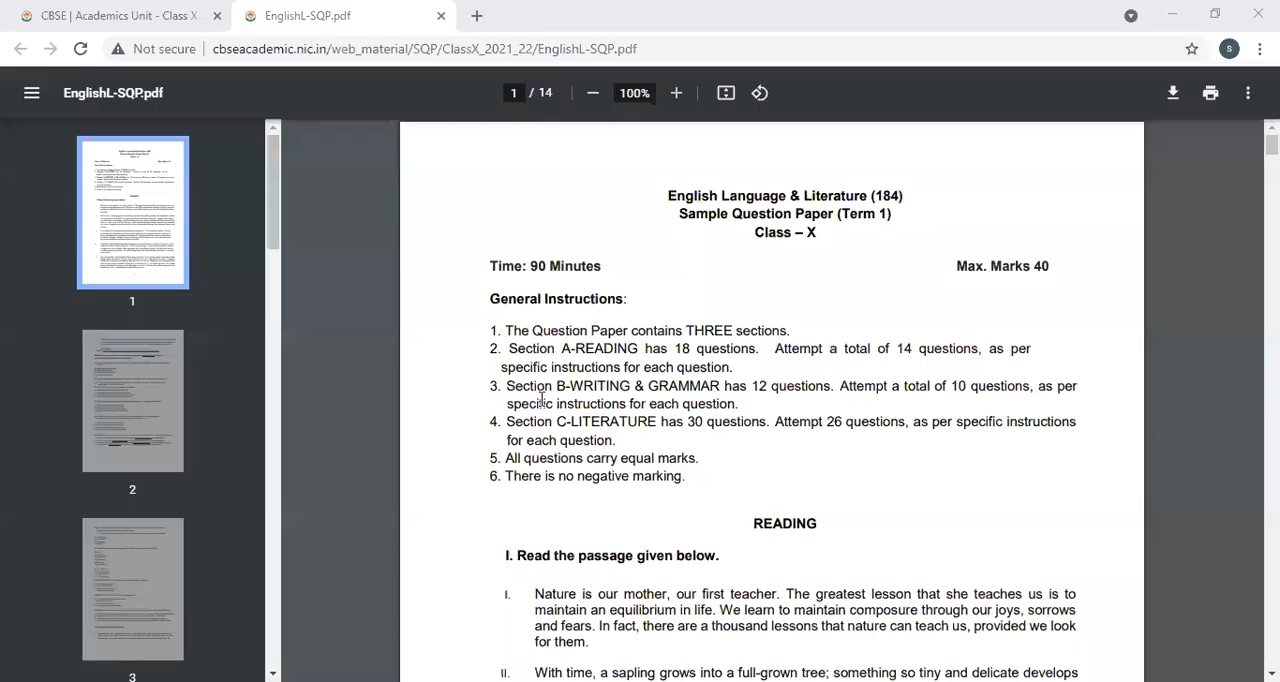 CBSE | Academics Unit - Class X
EnglishL-SQP.pdf
Not secure
cbseacademic.nic.in/web_material/SQP/ClassX_2021_22/EnglishL-SQP.pdf
S
EnglishL-SQP.pdf
1 / 14
100%
1
2
3
English Language & Literature (184)
Sample Question Paper (Term 1)
Class – X
Time: 90 Minutes
Max. Marks 40
General Instructions:
1. The Question Paper contains THREE sections.
2. Section A-READING has 18 questions. Attempt a total of 14 questions, as per
specific instructions for each question.
3. Section B-WRITING & GRAMMAR has 12 questions. Attempt a total of 10 questions, as per
specific instructions for each question.
4. Section C-LITERATURE has 30 questions. Attempt 26 questions, as per specific instructions
for each question.
5. All questions carry equal marks.
6. There is no negative marking.
READING
I. Read the passage given below.
I. Nature is our mother, our first teacher. The greatest lesson that she teaches us is to
maintain an equilibrium in life. We learn to maintain composure through our joys, sorrows
and fears. In fact, there are a thousand lessons that nature can teach us, provided we look
for them.
II. With time, a sapling grows into a full-grown tree; something so tiny and delicate develops